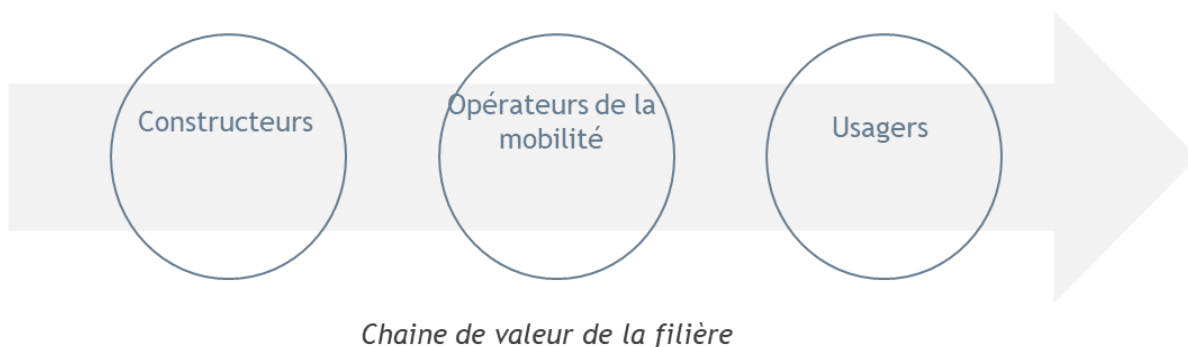 Constructeurs
Opérateurs de la
mobilité
Usagers
Chaine de valeur de la filière